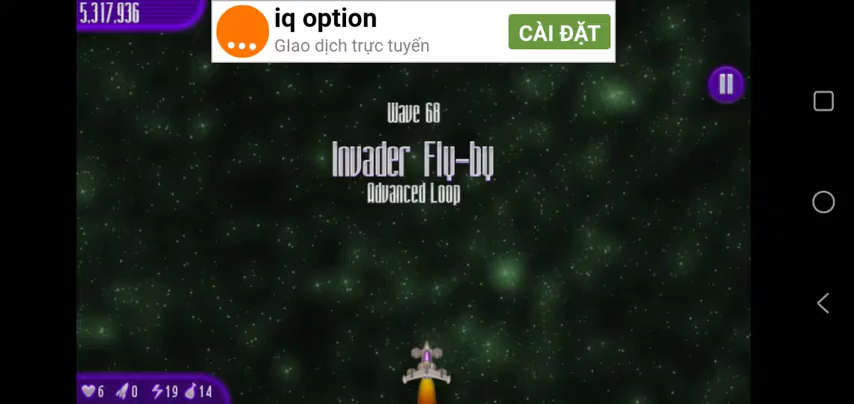 5,317,936
iq option
Giao dịch trực tuyến
CÀI ĐẶT
Wave 68
Invader Fly-by
Advanced Loop
6 0 19 14